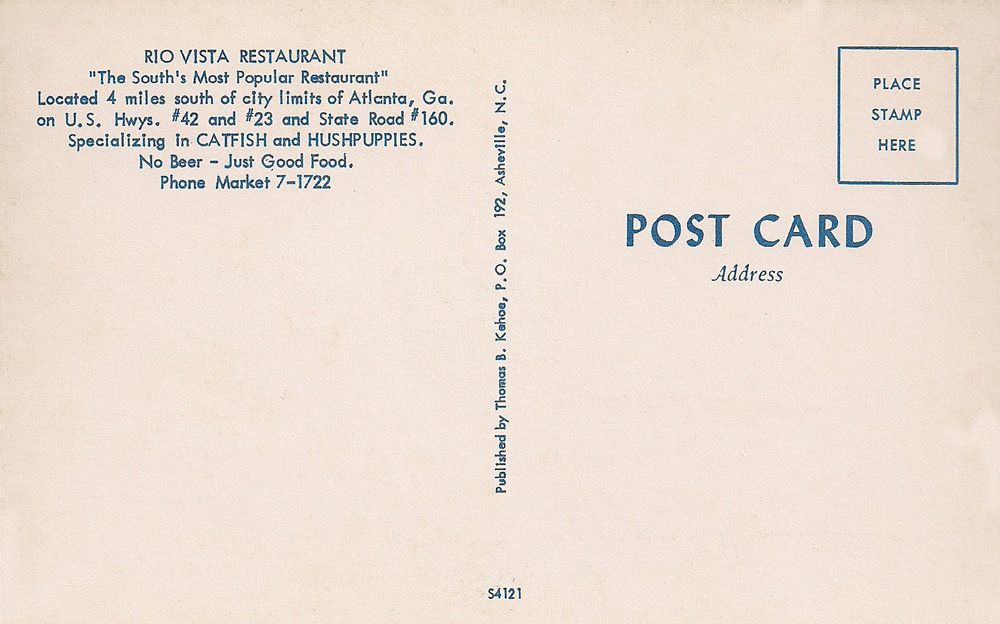 RIO VISTA RESTAURANT
"The South's Most Popular Restaurant"
Located 4 miles south of city limits of Atlanta, Ga.
on U.S. Hwys. #42 and #23 and State Road #160.
Specializing in CATFISH and HUSHPUPPIES.
No Beer - Just Good Food.
Phone Market 7-1722
Published by Thomas B. Kehoe, P.O. Box 192, Asheville, N.C.
PLACE
STAMP
HERE
POST CARD
Address
S4121